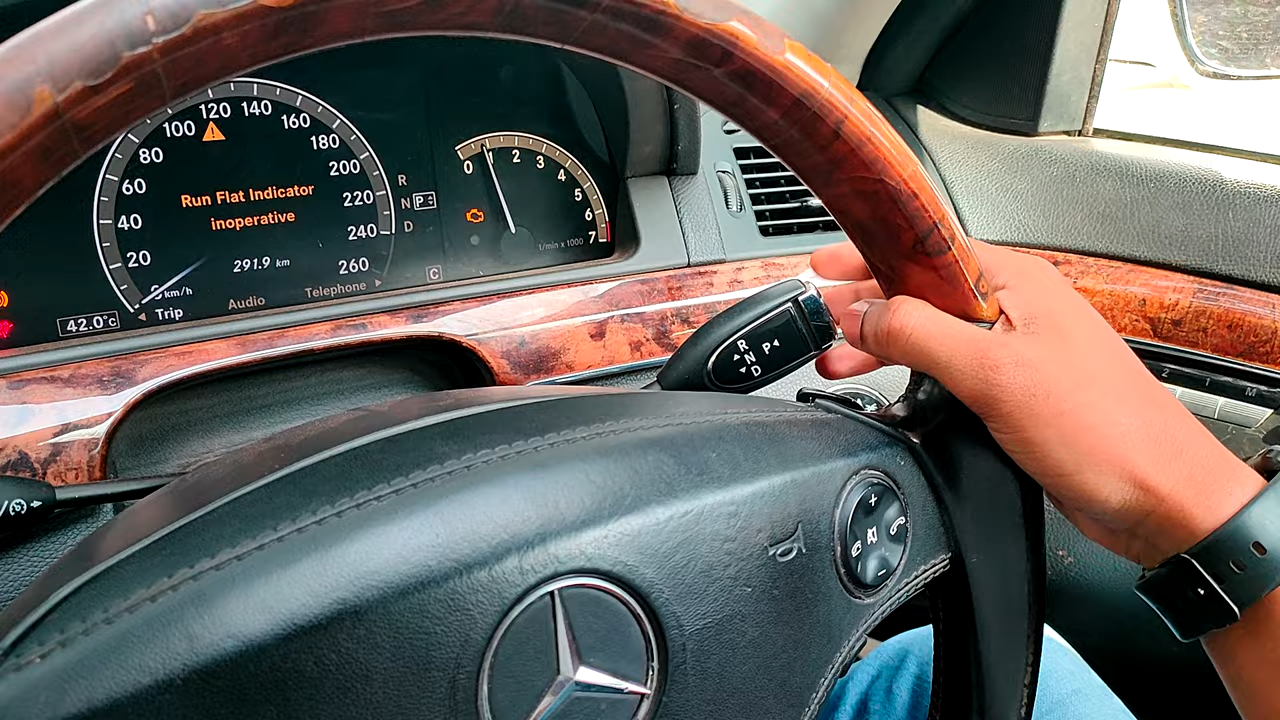 120 140
100 160
80 180
60 200
40 220
20 240
260
Run Flat Indicator
inoperative
291.9 km
km/h
42.0°C
Trip
Audio
Telephone
R
N P
D
C
0 2 3 4 5 6 7
1/min x 1000
R
N P
D
+
-
2 1 M